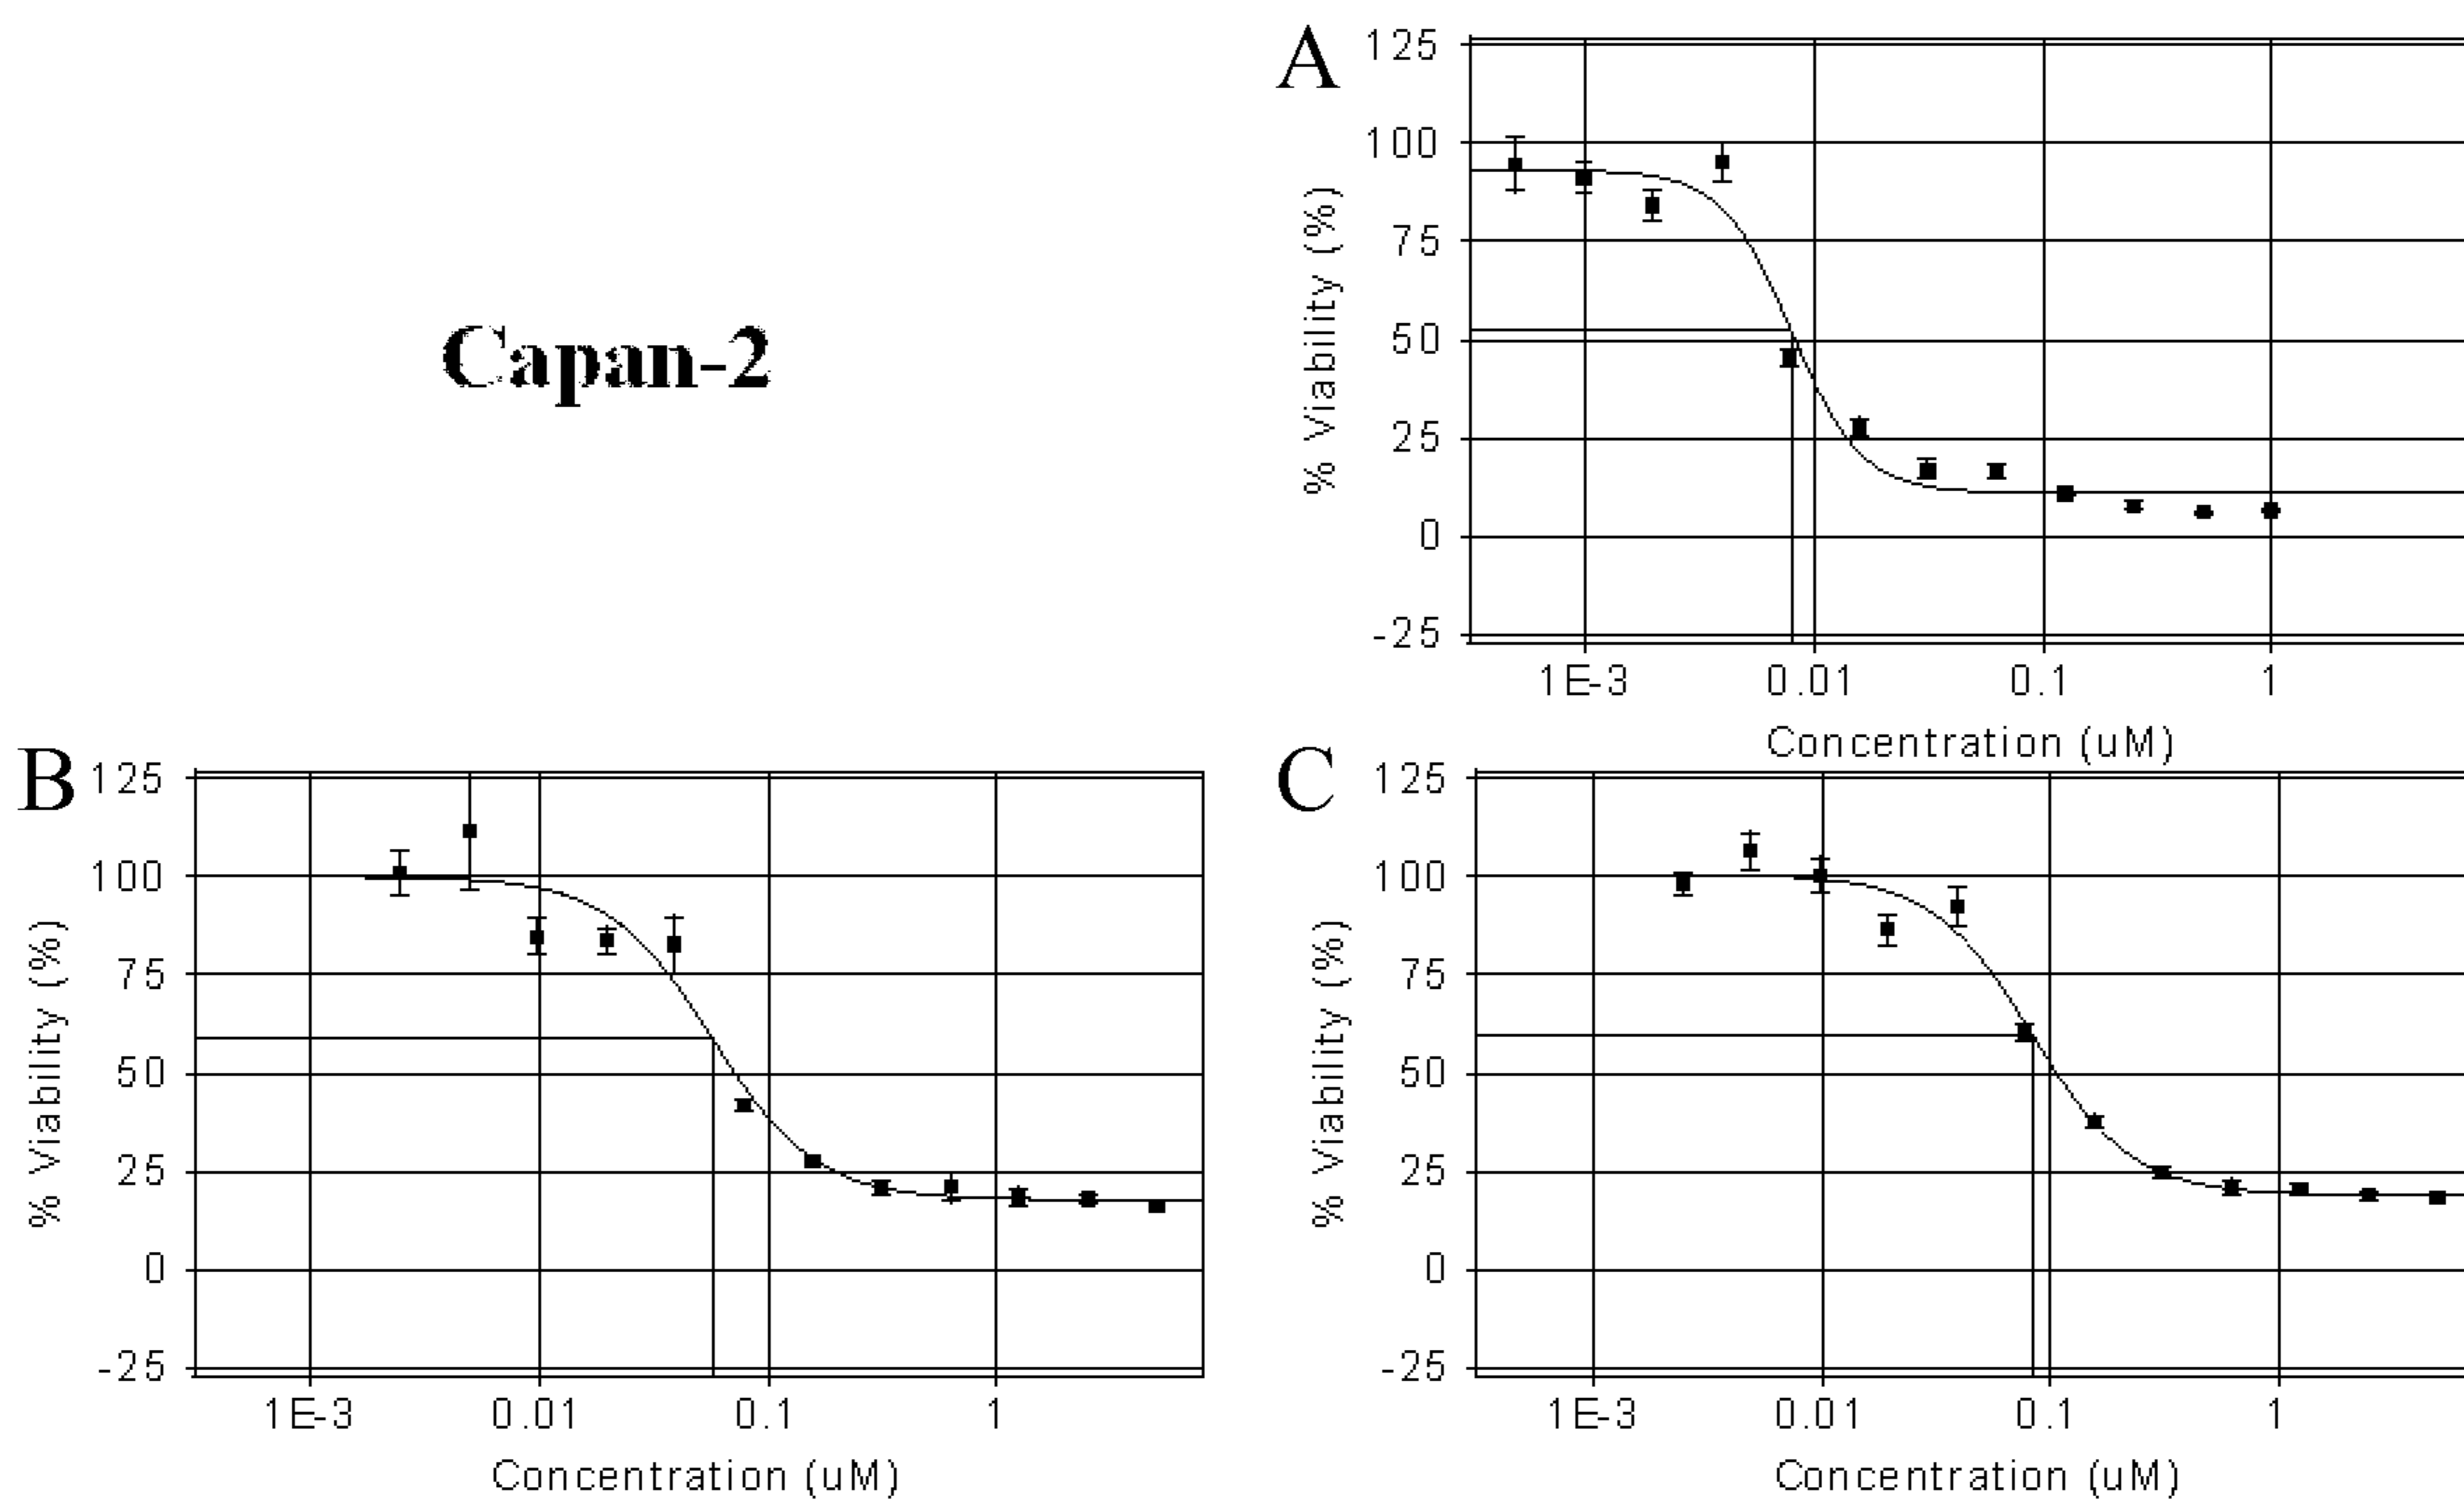 A
125
100
75
50
25
0
-25
% Viability (%)
1E-3 0.01 0.1 1
Concentration (uM)
Capan-2
B
125
100
75
50
25
0
-25
% Viability (%)
1E-3 0.01 0.1 1
Concentration (uM)
C
125
100
75
50
25
0
-25
% Viability (%)
1E-3 0.01 0.1 1
Concentration (uM)